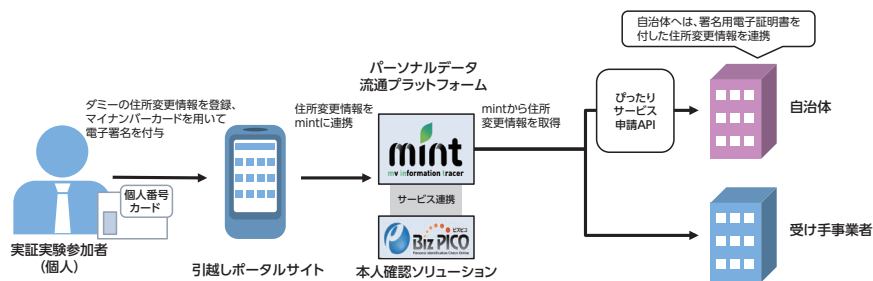 自治体へは、署名用電子証明書を
付した住所変更情報を連携
パーソナルデータ
流通プラットフォーム
ダミーの住所変更情報を登録、
マイナンバーカードを用いて
電子署名を付与
住所変更情報を
mintに連携
mintから住所
変更情報を取得
ぴったり
サービス
申請API
自治体
mint
mv information tracer
個人番号
カード
サービス連携
ビズピコ
Biz PICO
Personal Identification Check Online
受け手事業者
実証実験参加者
(個人)
引越しポータルサイト
本人確認ソリューション